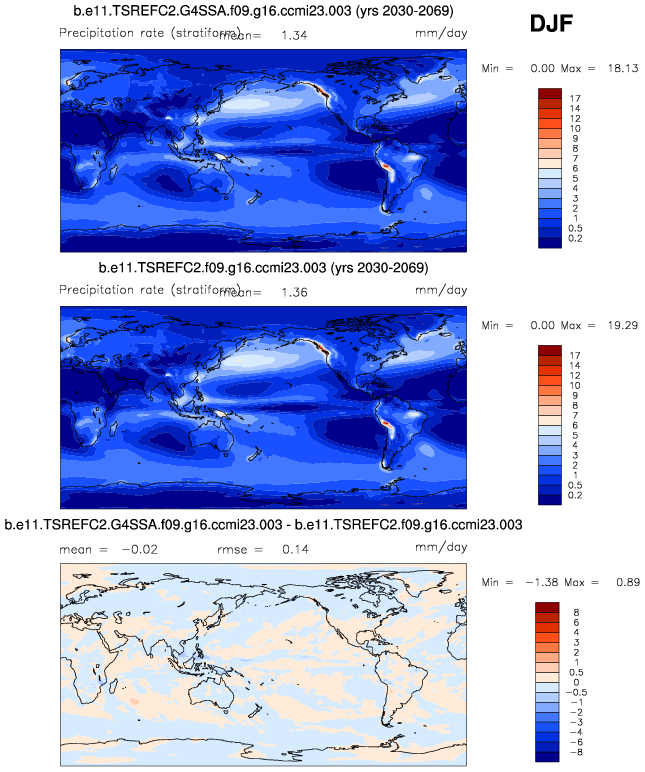 b.e11.TSREFC2.G4SSA.f09.g16.ccmi23.003 (yrs 2030-2069)
DJF
Precipitation rate (stratiform)
mean= 1.34
mm/day
Min = 0.00 Max = 18.13
17
14
12
10
9
8
7
6
5
4
3
2
1
0.5
0.2
b.e11.TSREFC2.f09.g16.ccmi23.003 (yrs 2030-2069)
Precipitation rate (stratiform)
mean= 1.36
mm/day
Min = 0.00 Max = 19.29
17
14
12
10
9
8
7
6
5
4
3
2
1
0.5
0.2
b.e11.TSREFC2.G4SSA.f09.g16.ccmi23.003 - b.e11.TSREFC2.f09.g16.ccmi23.003
mean = -0.02
rmse = 0.14
mm/day
Min = -1.38 Max = 0.89
8
6
4
3
2
1
0.5
0
-0.5
-1
-2
-3
-4
-6
-8